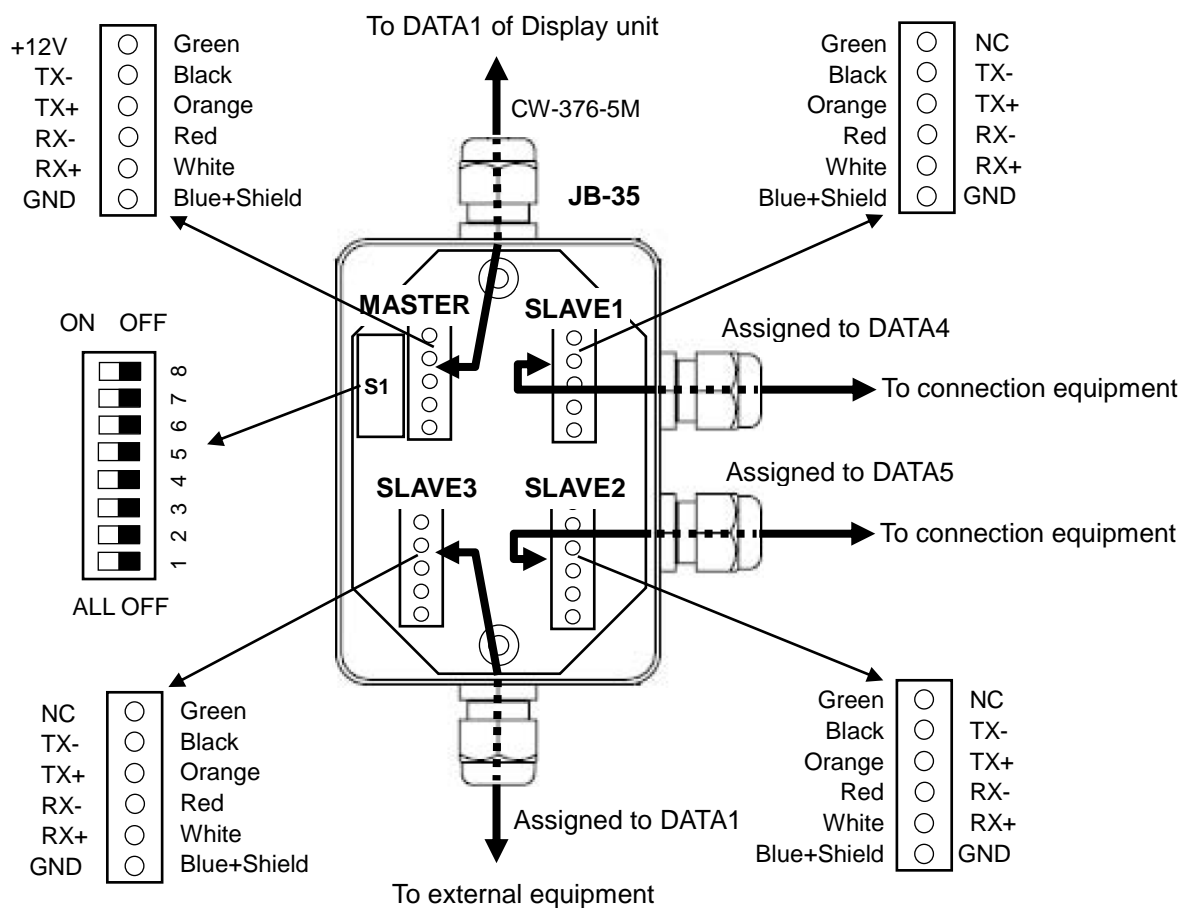 To DATA1 of Display unit
+12V Green
TX- Black
TX+ Orange
RX- Red
RX+ White
GND Blue+Shield
Green NC
Black TX-
Orange TX+
Red RX-
White RX+
Blue+Shield GND
CW-376-5M
JB-35
MASTER
SLAVE1
S1
ON OFF
8
7
6
5
4
3
2
1
ALL OFF
Assigned to DATA4
To connection equipment
Assigned to DATA5
To connection equipment
SLAVE3
SLAVE2
NC Green
TX- Black
TX+ Orange
RX- Red
RX+ White
GND Blue+Shield
Green NC
Black TX-
Orange TX+
Red RX-
White RX+
Blue+Shield GND
Assigned to DATA1
To external equipment